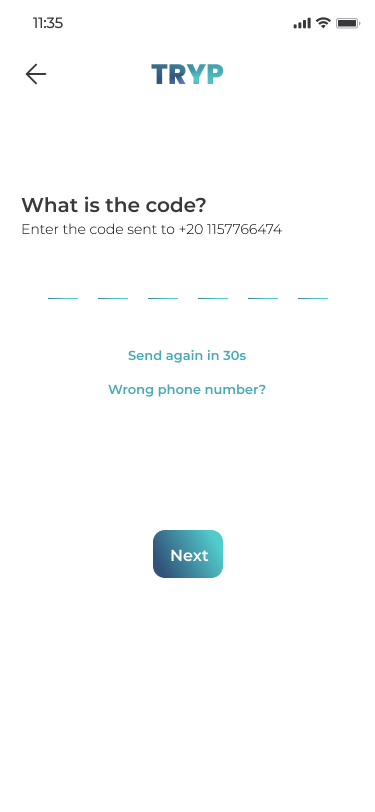 11:35
TRYP
What is the code?
Enter the code sent to +20 1157766474
Send again in 30s
Wrong phone number?
Next